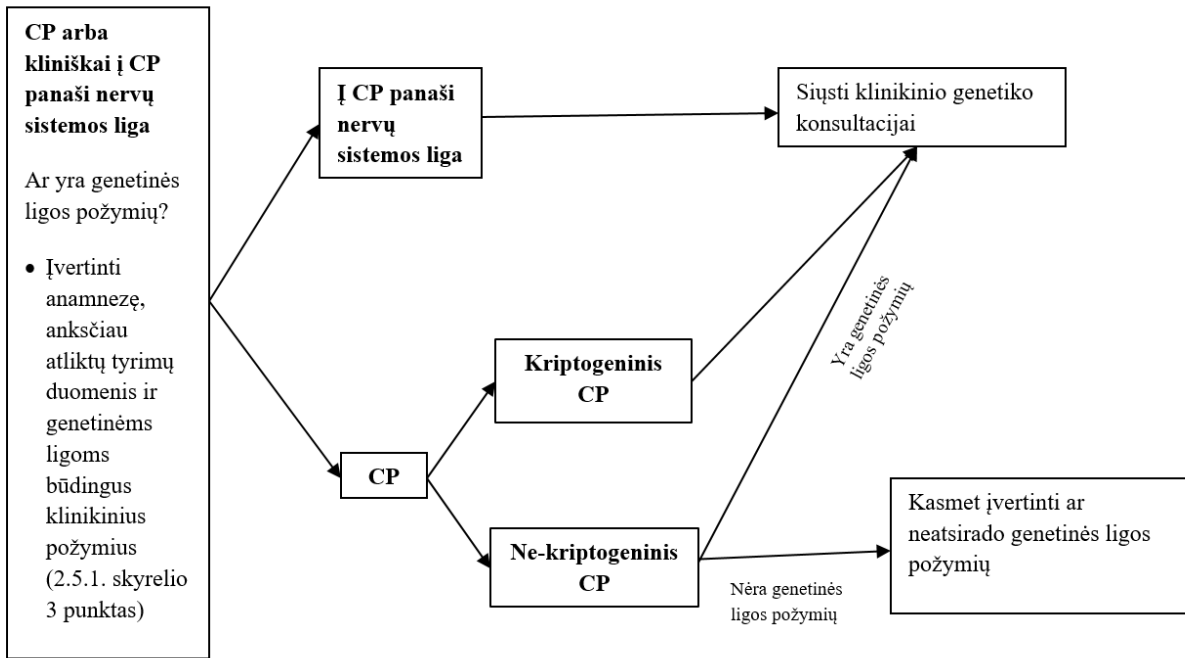 CP arba
kliniškai į CP
panaši nervų
sistemos liga
Ar yra genetinės
ligos požymių?
• Įvertinti
anamnezę,
anksčiau
atliktų tyrimų
duomenis ir
genetinėms
ligoms
būdingus
klinikinius
požymius
(2.5.1. skyrelio
3 punktas)
Į CP panaši
nervų
sistemos liga
Siųsti klinikinio genetiko
konsultacijai
Kriptogeninis
CP
Yra genetinės
ligos požymių
CP
Ne-kriptogeninis
CP
Nėra genetinės
ligos požymių
Kasmet įvertinti ar
neatsirado genetinės ligos
požymių